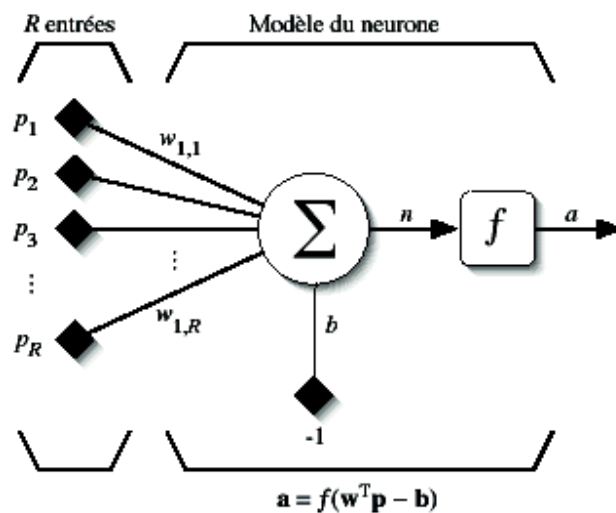 R entrées
Modèle du neurone
p1
w1,1
p2
p3
Σ
n
f
a
⋮
⋮
w1,R
pR
b
-1
a = f(wTp − b)